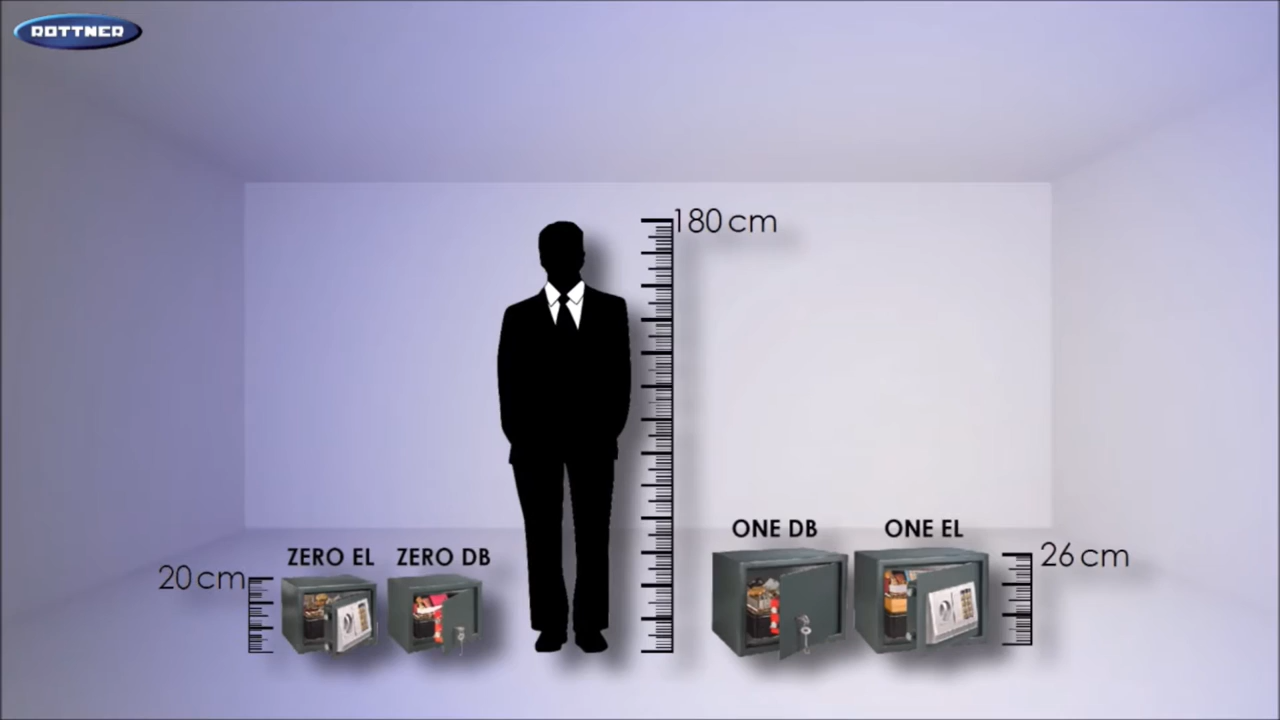 ROTTNER
180 cm
ONE DB
ONE EL
ZERO EL
ZERO DB
26 cm
20 cm